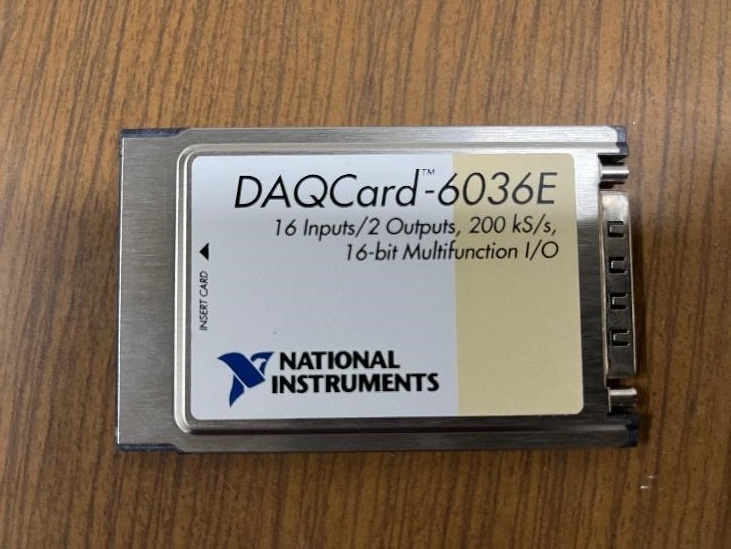 DAQCard™-6036E
16 Inputs/2 Outputs, 200 kS/s,
16-bit Multifunction I/O
INSERT CARD
NATIONAL
INSTRUMENTS